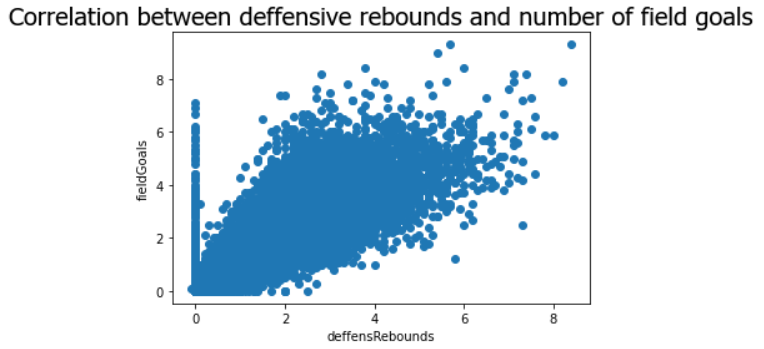 Correlation between deffensive rebounds and number of field goals
8
6
4
2
0
fieldGoals
0 2 4 6 8
deffensRebounds